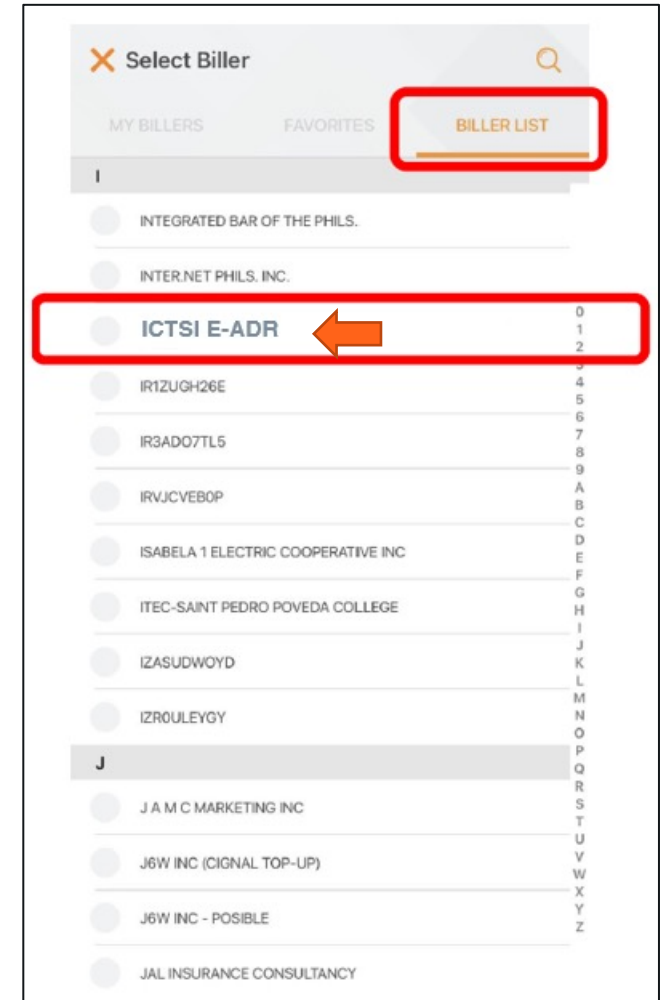 Select Biller
MY BILLERS FAVORITES BILLER LIST
I
INTEGRATED BAR OF THE PHILS.
INTER.NET PHILS. INC.
ICTSI E-ADR
IR1ZUGH26E
IR3ADO7TL5
IRVJCVEB0P
ISABELA 1 ELECTRIC COOPERATIVE INC
ITEC-SAINT PEDRO POVEDA COLLEGE
IZASUDWOYD
IZR0ULEYGY
J
J A M C MARKETING INC
J6W INC (CIGNAL TOP-UP)
J6W INC - POSIBLE
JAL INSURANCE CONSULTANCY
0
1
2
3
4
5
6
7
8
9
A
B
C
D
E
F
G
H
I
J
K
L
M
N
O
P
Q
R
S
T
U
V
W
X
Y
Z